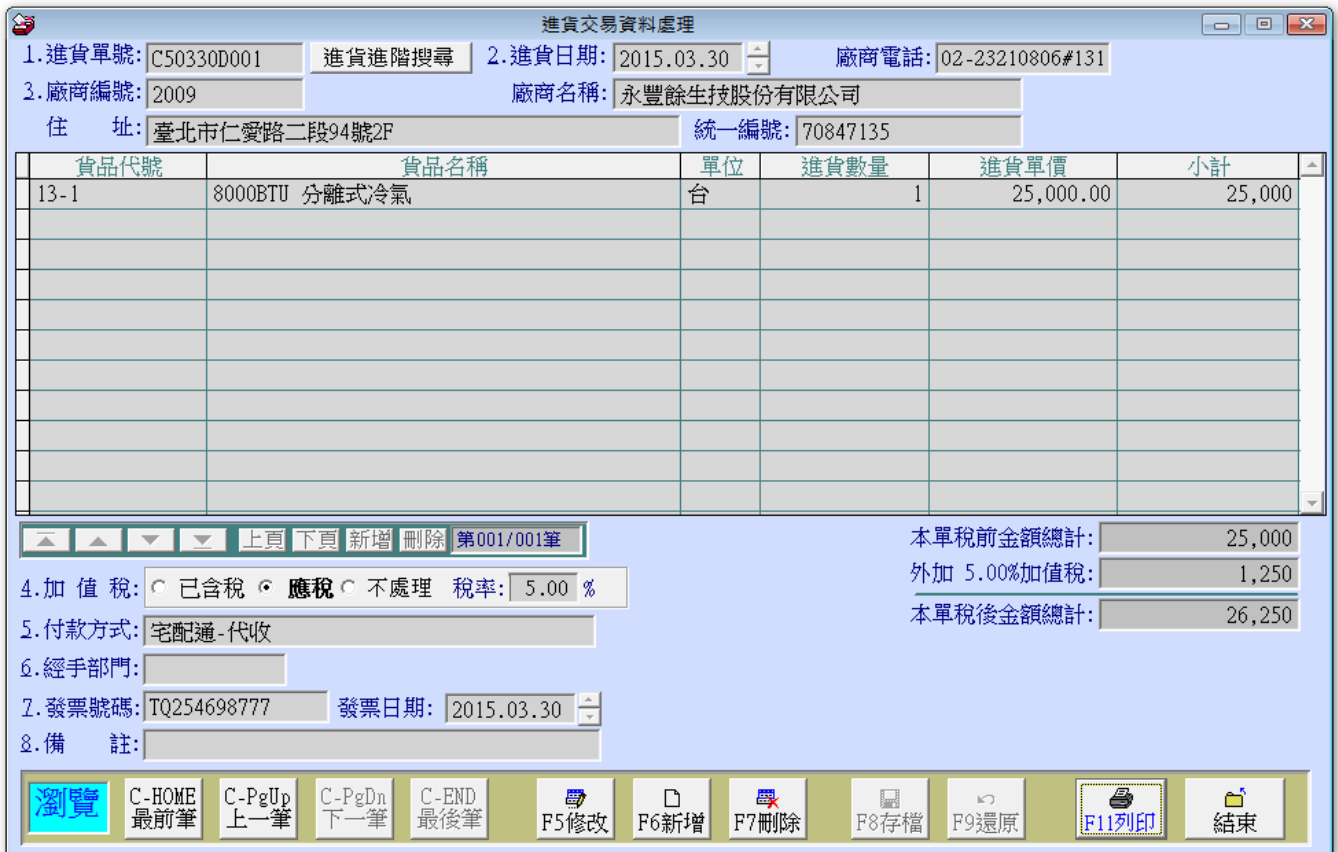 進貨交易資料處理
1.進貨單號: C50330D001 進貨進階搜尋 2.進貨日期: 2015.03.30 廠商電話: 02-23210806#131
3.廠商編號: 2009 廠商名稱: 永豐餘生技股份有限公司
住 址: 臺北市仁愛路二段94號2F 統一編號: 70847135
貨品代號 貨品名稱 單位 進貨數量 進貨單價 小計
13-1 8000BTU 分離式冷氣 台 1 25,000.00 25,000
上頁 下頁 新增 刪除 第001/001筆 本單稅前金額總計: 25,000
4.加 值 稅: 已含稅 應稅 不處理 稅率: 5.00 % 外加 5.00%加值稅: 1,250
5.付款方式: 宅配通-代收 本單稅後金額總計: 26,250
6.經手部門:
7.發票號碼: TQ254698777 發票日期: 2015.03.30
8.備 註:
瀏覽 C-HOME 最前筆 C-PgUp 上一筆 C-PgDn 下一筆 C-END 最後筆 F5修改 F6新增 F7刪除 F8存檔 F9還原 F11列印 結束